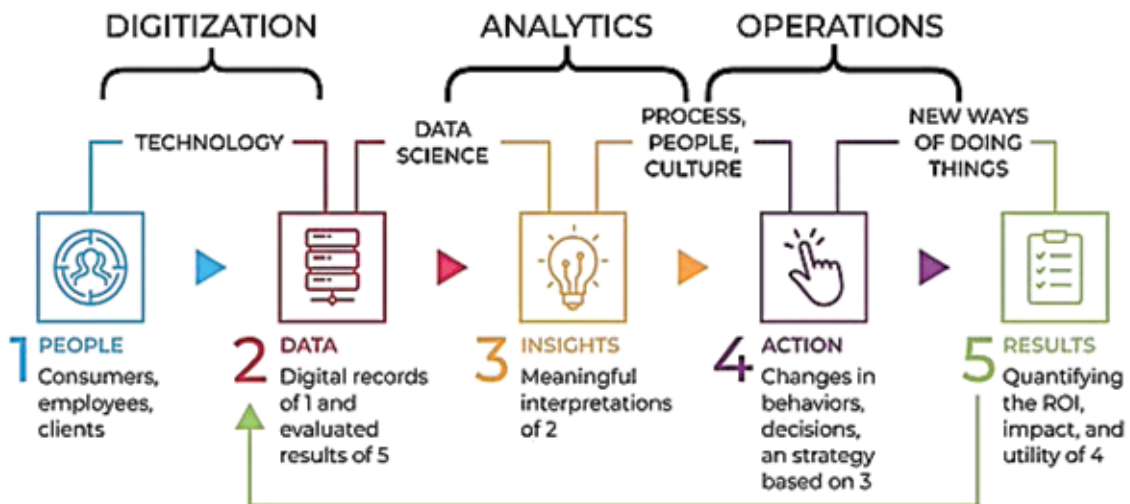 DIGITIZATION
ANALYTICS
OPERATIONS
TECHNOLOGY
DATA
SCIENCE
PROCESS,
PEOPLE,
CULTURE
NEW WAYS
OF DOING
THINGS
1 PEOPLE
Consumers,
employees,
clients
2 DATA
Digital records
of 1 and
evaluated
results of 5
3 INSIGHTS
Meaningful
interpretations
of 2
4 ACTION
Changes in
behaviors,
decisions,
an strategy
based on 3
5 RESULTS
Quantifying
the ROI,
impact, and
utility of 4